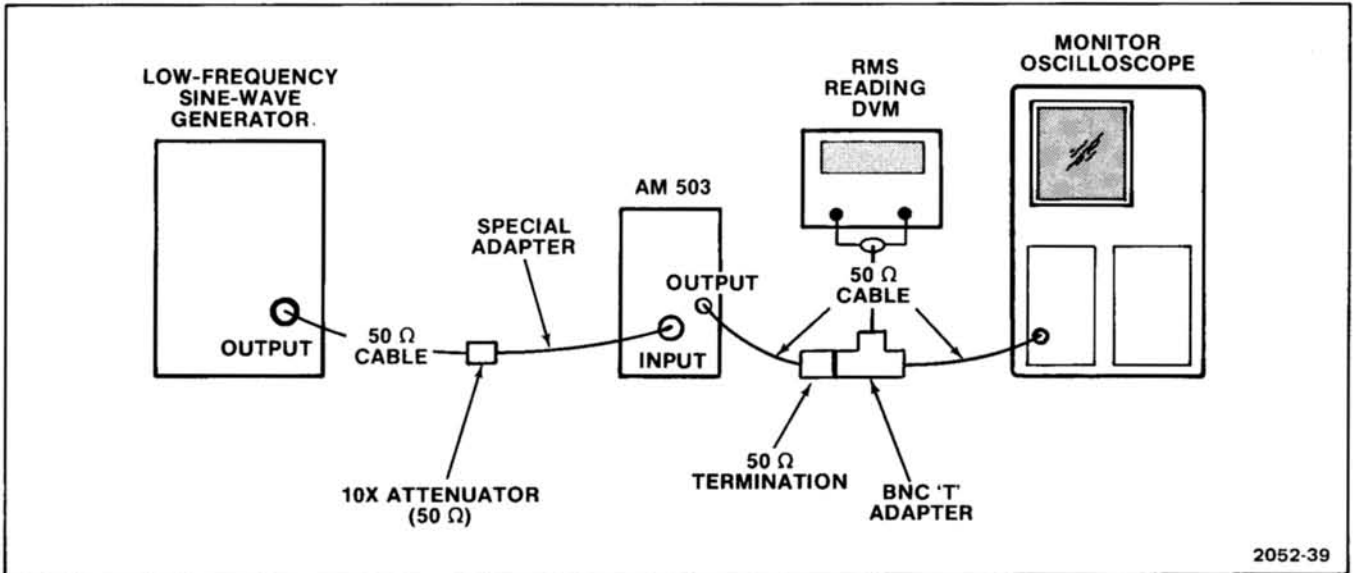 LOW-FREQUENCY
SINE-WAVE
GENERATOR
OUTPUT
50 Ω
CABLE
10X ATTENUATOR
(50 Ω)
SPECIAL
ADAPTER
AM 503
INPUT
OUTPUT
RMS
READING
DVM
50 Ω
CABLE
50 Ω
TERMINATION
BNC 'T'
ADAPTER
MONITOR
OSCILLOSCOPE
2052-39